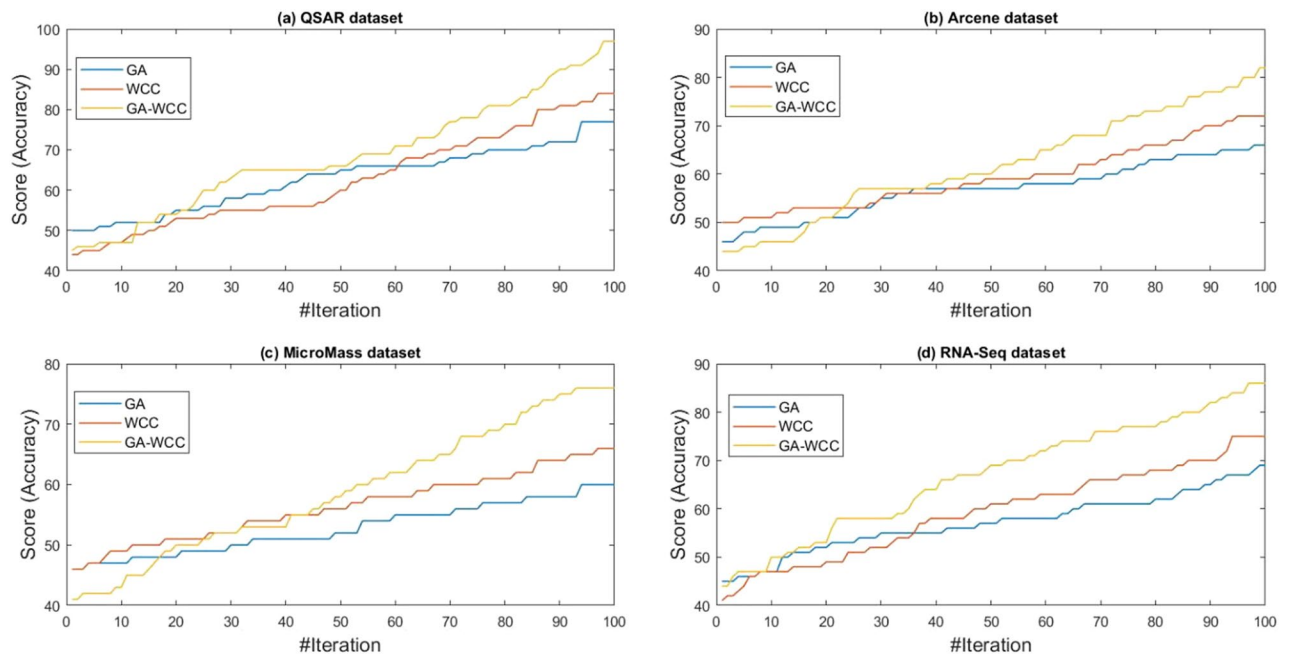 (a) QSAR dataset
100
90
80
70
60
50
40
Score (Accuracy)
GA
WCC
GA-WCC
0 10 20 30 40 50 60 70 80 90 100
#Iteration
(b) Arcene dataset
90
80
70
60
50
40
Score (Accuracy)
GA
WCC
GA-WCC
0 10 20 30 40 50 60 70 80 90 100
#Iteration
(c) MicroMass dataset
80
70
60
50
40
Score (Accuracy)
GA
WCC
GA-WCC
0 10 20 30 40 50 60 70 80 90 100
#Iteration
(d) RNA-Seq dataset
90
80
70
60
50
40
Score (Accuracy)
GA
WCC
GA-WCC
0 10 20 30 40 50 60 70 80 90 100
#Iteration